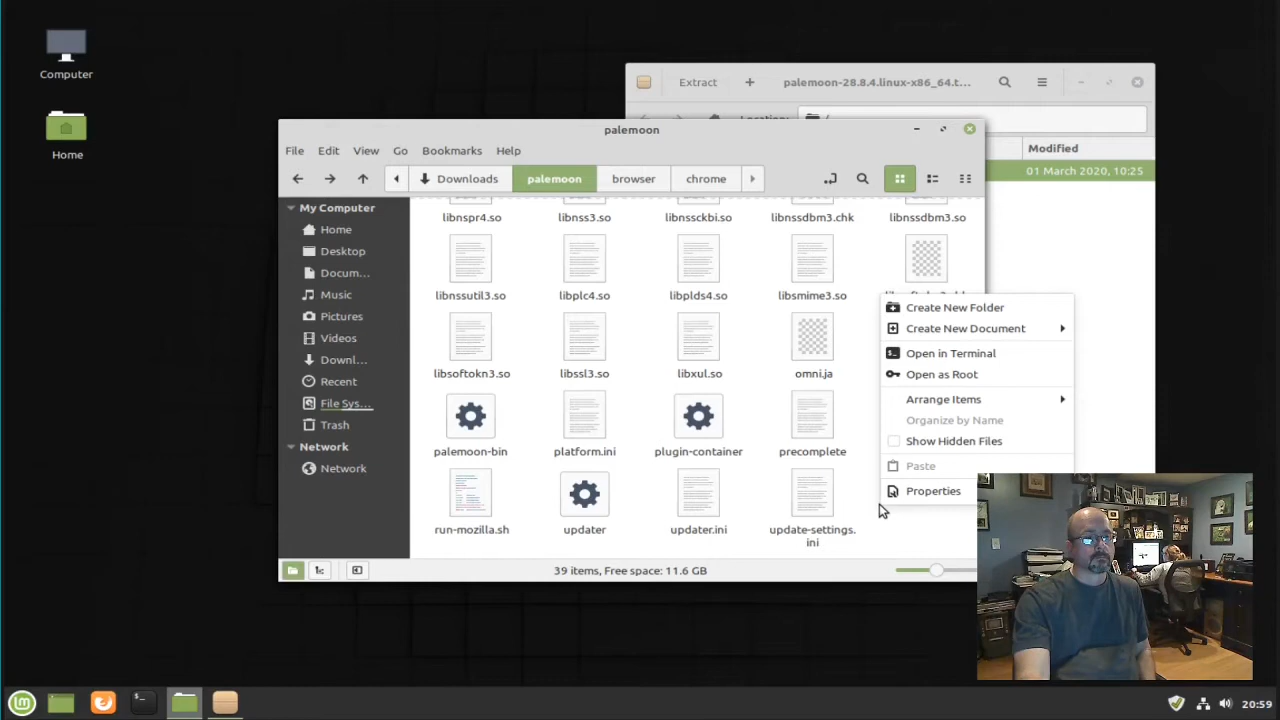 Computer
Home
Extract
palemoon-28.8.4.linux-x86_64.t...
Location:
/
Modified
01 March 2020, 10:25
palemoon
File Edit View Go Bookmarks Help
Downloads palemoon browser chrome
My Computer
Home
Desktop
Docum...
Music
Pictures
Videos
Downl...
Recent
File Sys...
Trash
Network
Network
libnspr4.so libnss3.so libnssckbi.so libnssdbm3.chk libnssdbm3.so
libnssutil3.so libplc4.so libplds4.so libsmime3.so
libsoftokn3.so libssl3.so libxul.so omni.ja
palemoon-bin platform.ini plugin-container precomplete
run-mozilla.sh updater updater.ini update-settings.
ini
39 items, Free space: 11.6 GB
Create New Folder
Create New Document
Open in Terminal
Open as Root
Arrange Items
Organize by Name
Show Hidden Files
Paste
Properties
20:59